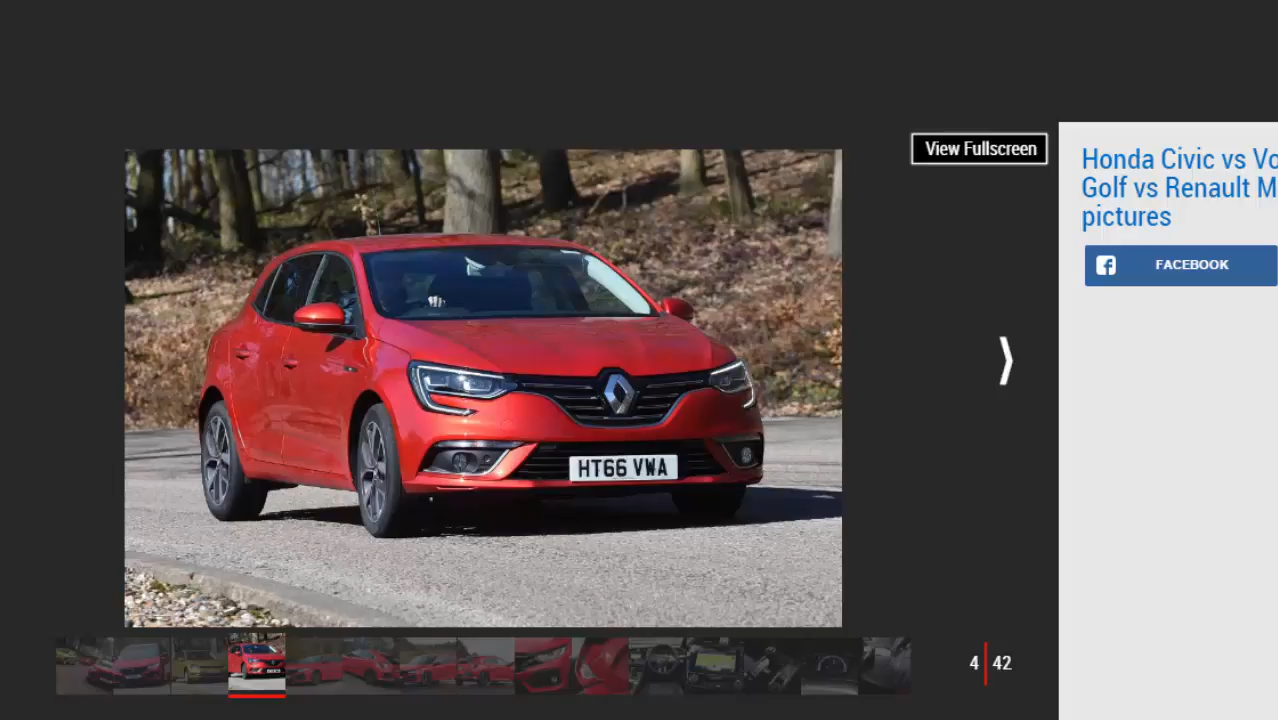 View Fullscreen
Honda Civic vs Vo
Golf vs Renault M
pictures
FACEBOOK
HT66 VWA
4 42